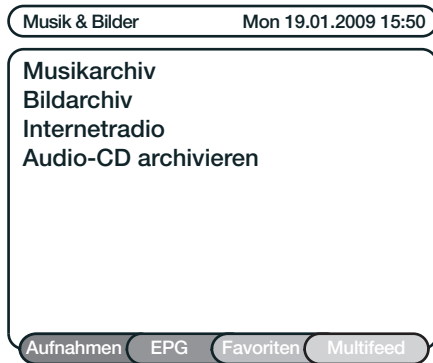 Musik & Bilder Mon 19.01.2009 15:50
Musikarchiv
Bildarchiv
Internetradio
Audio-CD archivieren
Aufnahmen EPG Favoriten Multifeed